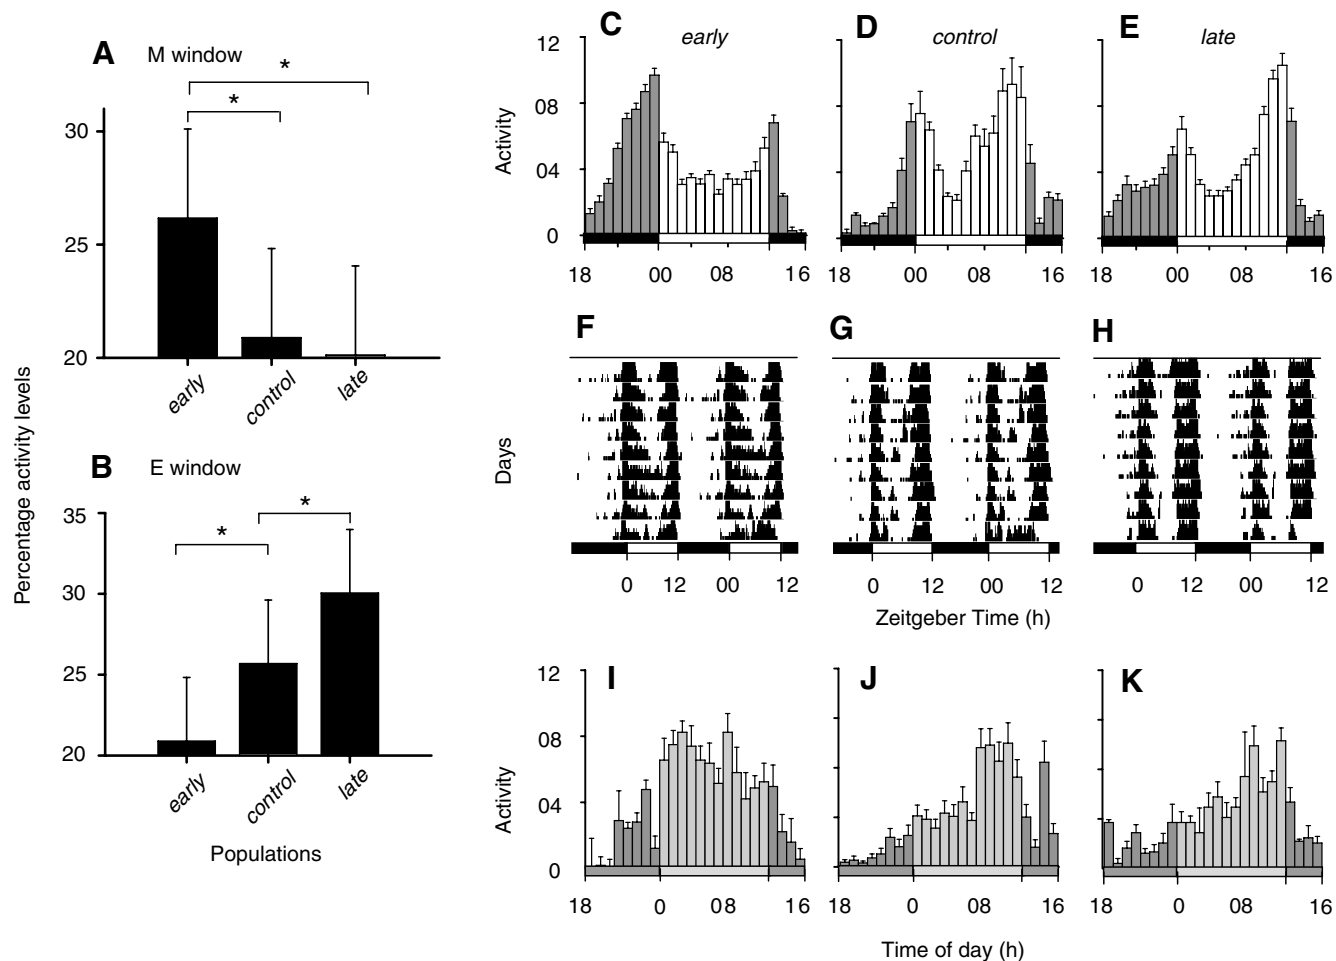 A M window
*
*
30
25
20
early control late
B E window
*
*
35
30
25
20
early control late
Populations
Percentage activity levels
C early
D control
E late
12
08
04
0
Activity
18 00 08 16
18 00 08 16
18 00 08 16
F
G
H
Days
0 12 00 12
0 12 00 12
0 12 00 12
Zeitgeber Time (h)
I
J
K
12
08
04
0
Activity
18 0 08 16
18 0 08 16
18 0 08 16
Time of day (h)